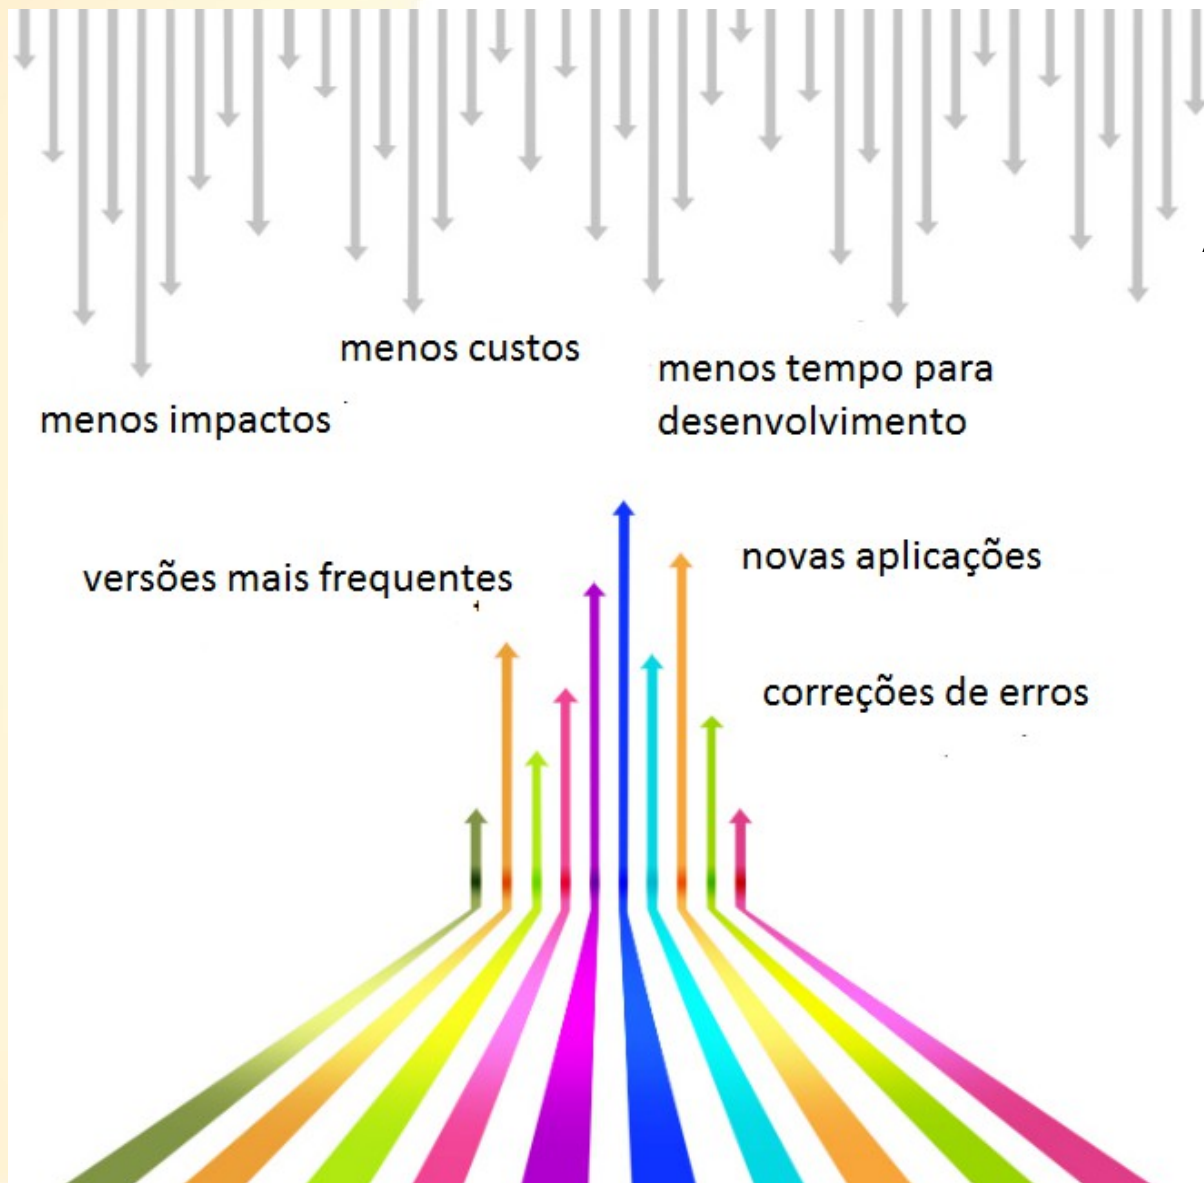 menos custos
menos tempo para
desenvolvimento
menos impactos
novas aplicações
versões mais frequentes
correções de erros